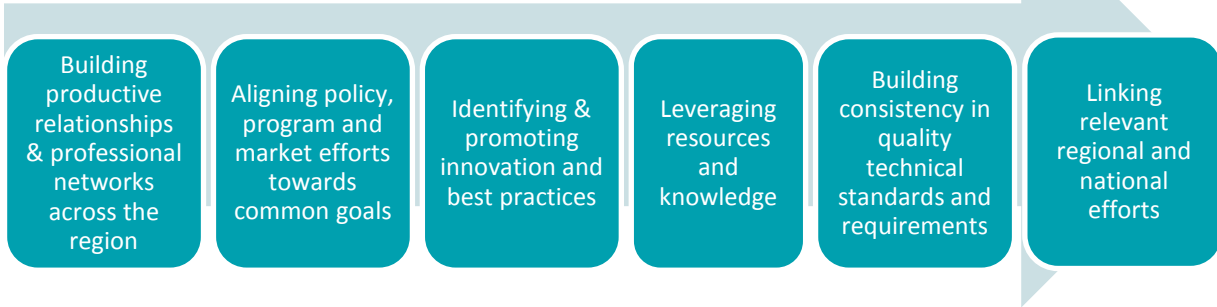 Building
productive
relationships
& professional
networks
across the
region
Aligning policy,
program and
market efforts
towards
common goals
Identifying &
promoting
innovation and
best practices
Leveraging
resources
and
knowledge
Building
consistency in
quality
technical
standards and
requirements
Linking
relevant
regional and
national
efforts